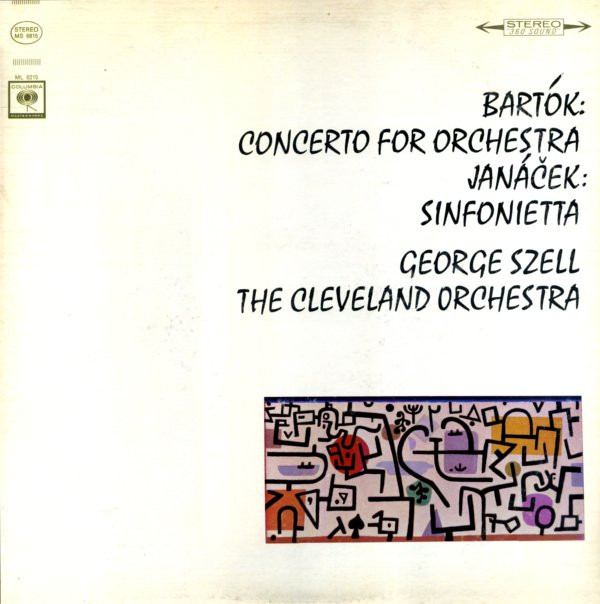 STEREO
MS 6815
STEREO
"360 SOUND"
ML 6215
COLUMBIA
MASTERWORKS
BARTÓK:
CONCERTO FOR ORCHESTRA
JANÁČEK:
SINFONIETTA
GEORGE SZELL
THE CLEVELAND ORCHESTRA